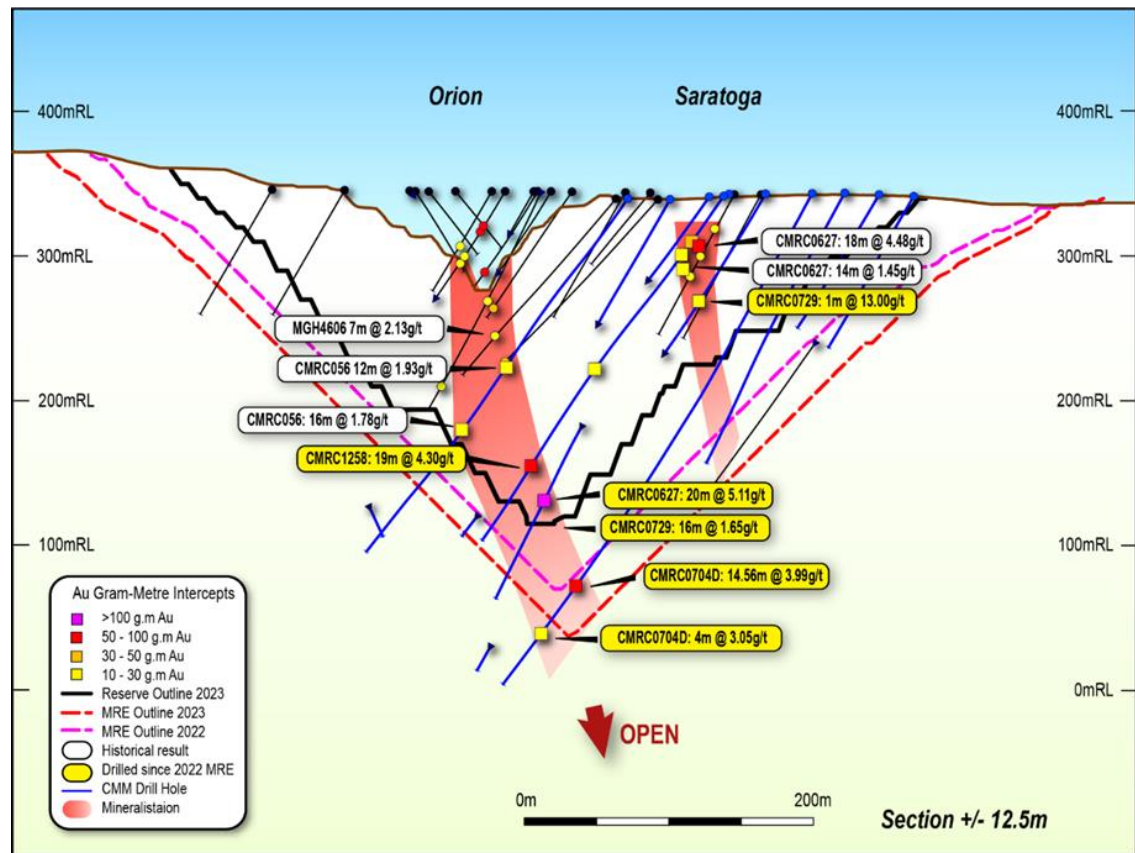 Orion
Saratoga
400mRL
400mRL
300mRL
300mRL
200mRL
200mRL
100mRL
100mRL
0mRL
CMRC0627: 18m @ 4.48g/t
CMRC0627: 14m @ 1.45g/t
CMRC0729: 1m @ 13.00g/t
MGH4606 7m @ 2.13g/t
CMRC056 12m @ 1.93g/t
CMRC056: 16m @ 1.78g/t
CMRC1258: 19m @ 4.30g/t
CMRC0627: 20m @ 5.11g/t
CMRC0729: 16m @ 1.65g/t
CMRC0704D: 14.56m @ 3.99g/t
CMRC0704D: 4m @ 3.05g/t
Au Gram-Metre Intercepts
>100 g.m Au
50 - 100 g.m Au
30 - 50 g.m Au
10 - 30 g.m Au
Reserve Outline 2023
MRE Outline 2023
MRE Outline 2022
Historical result
Drilled since 2022 MRE
CMM Drill Hole
Mineralistaion
OPEN
0m
200m
Section +/- 12.5m